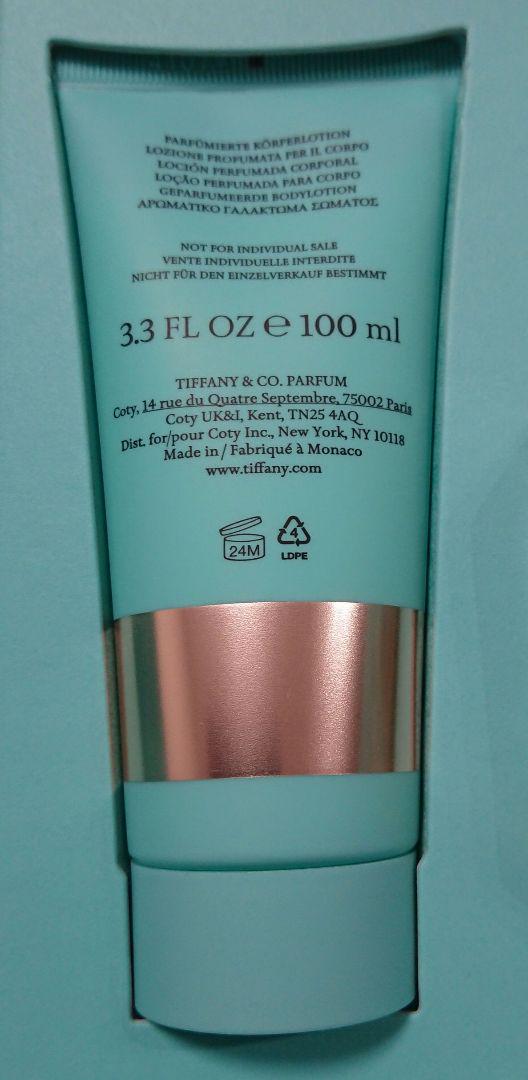 PARFÜMIERTE KÖRPERLOTION
LOZIONE PROFUMATA PER IL CORPO
LOCIÓN PERFUMADA CORPORAL
LOÇÃO PERFUMADA PARA CORPO
GEPARFUMEERDE BODYLOTION
ΑΡΩΜΑΤΙΚΟ ΓΑΛΑΚΤΩΜΑ ΣΩΜΑΤΟΣ
NOT FOR INDIVIDUAL SALE
VENTE INDIVIDUELLE INTERDITE
NICHT FÜR DEN EINZELVERKAUF BESTIMMT
3.3 FL OZ ℮ 100 ml
TIFFANY & CO. PARFUM
Coty, 14 rue du Quatre Septembre, 75002 Paris
Coty UK&I, Kent, TN25 4AQ
Dist. for/pour Coty Inc., New York, NY 10118
Made in / Fabriqué à Monaco
www.tiffany.com
24M 4
LDPE